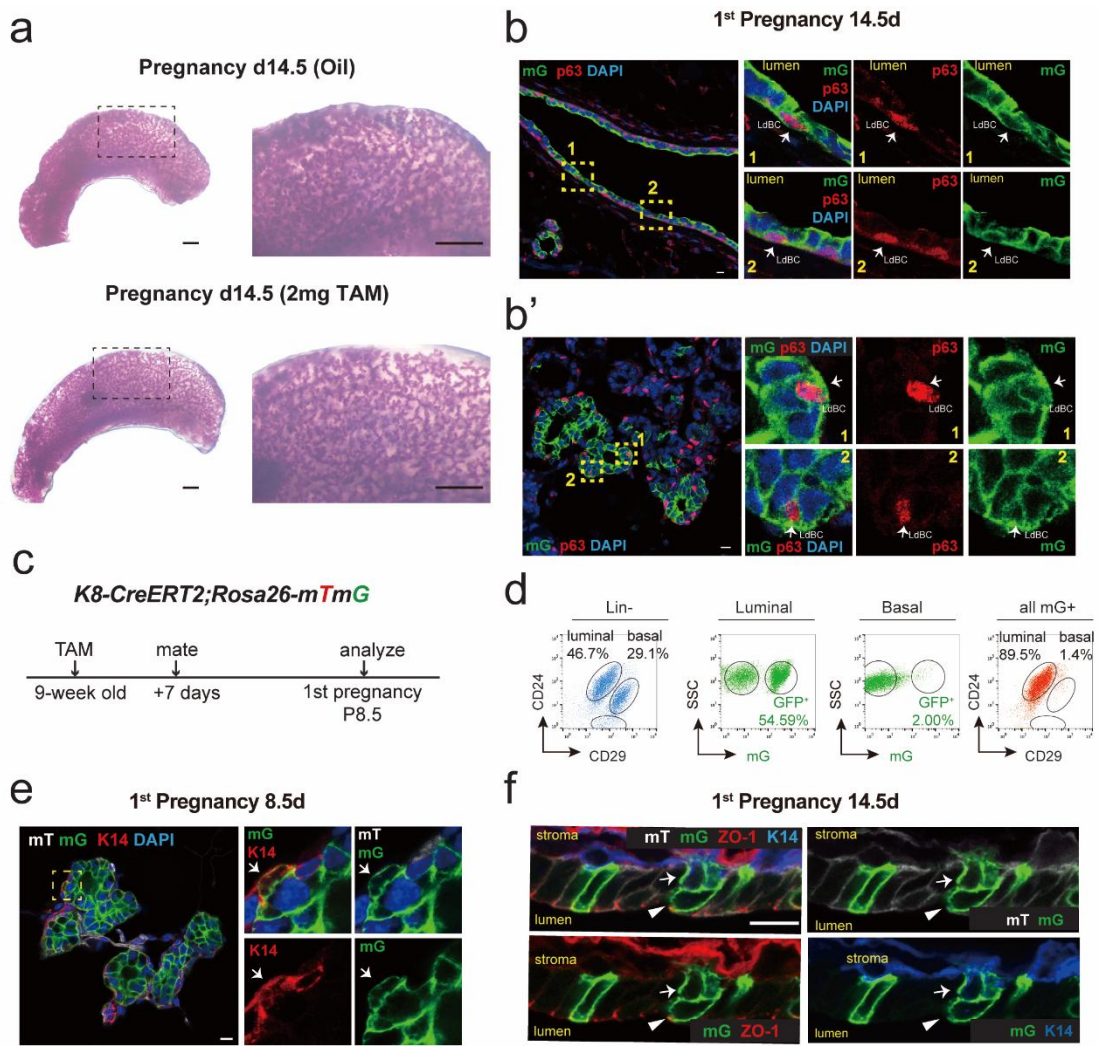 a
Pregnancy d14.5 (Oil)
Pregnancy d14.5 (2mg TAM)
b
1st Pregnancy 14.5d
mG p63 DAPI
1
2
lumen mG
p63
DAPI
LdBC
1
lumen p63
LdBC
1
lumen mG
LdBC
1
lumen mG
p63
DAPI
LdBC
2
lumen p63
LdBC
2
lumen mG
LdBC
2
b'
1
2
mG p63 DAPI
mG p63 DAPI
LdBC
1
p63
LdBC
1
mG
LdBC
1
2
LdBC
mG p63 DAPI
2
LdBC
p63
2
LdBC
mG
c
K8-CreERT2;Rosa26-mTmG
TAM mate analyze
9-week old +7 days 1st pregnancy
P8.5
d
Lin- Luminal Basal all mG+
luminal basal
46.7% 29.1%
CD24
CD29
SSC
GFP+
54.59%
mG
SSC
GFP+
2.00%
mG
luminal basal
89.5% 1.4%
CD24
CD29
e
1st Pregnancy 8.5d
mT mG K14 DAPI
mG
K14
mT
mG
K14
mG
f
1st Pregnancy 14.5d
stroma mT mG ZO-1 K14
lumen
stroma
mT mG
lumen
stroma
lumen mG ZO-1
stroma
lumen mG K14